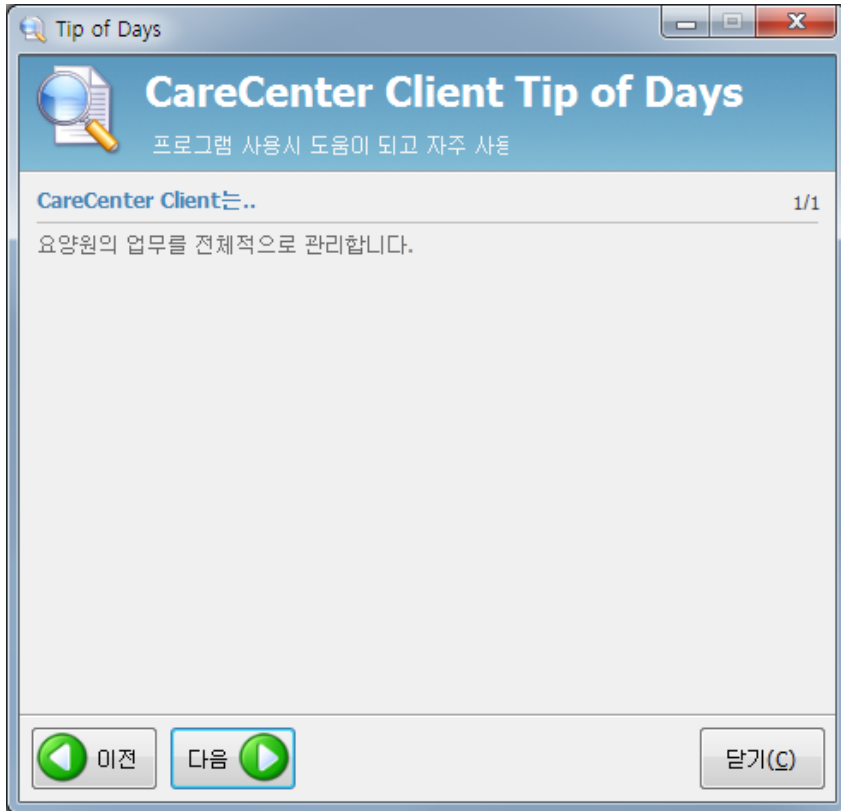 Tip of Days
CareCenter Client Tip of Days
프로그램 사용시 도움이 되고 자주
CareCenter Client는..
1/1
요양원의 업무를 전체적으로 관리합니다.
이전
다음
닫기(C)